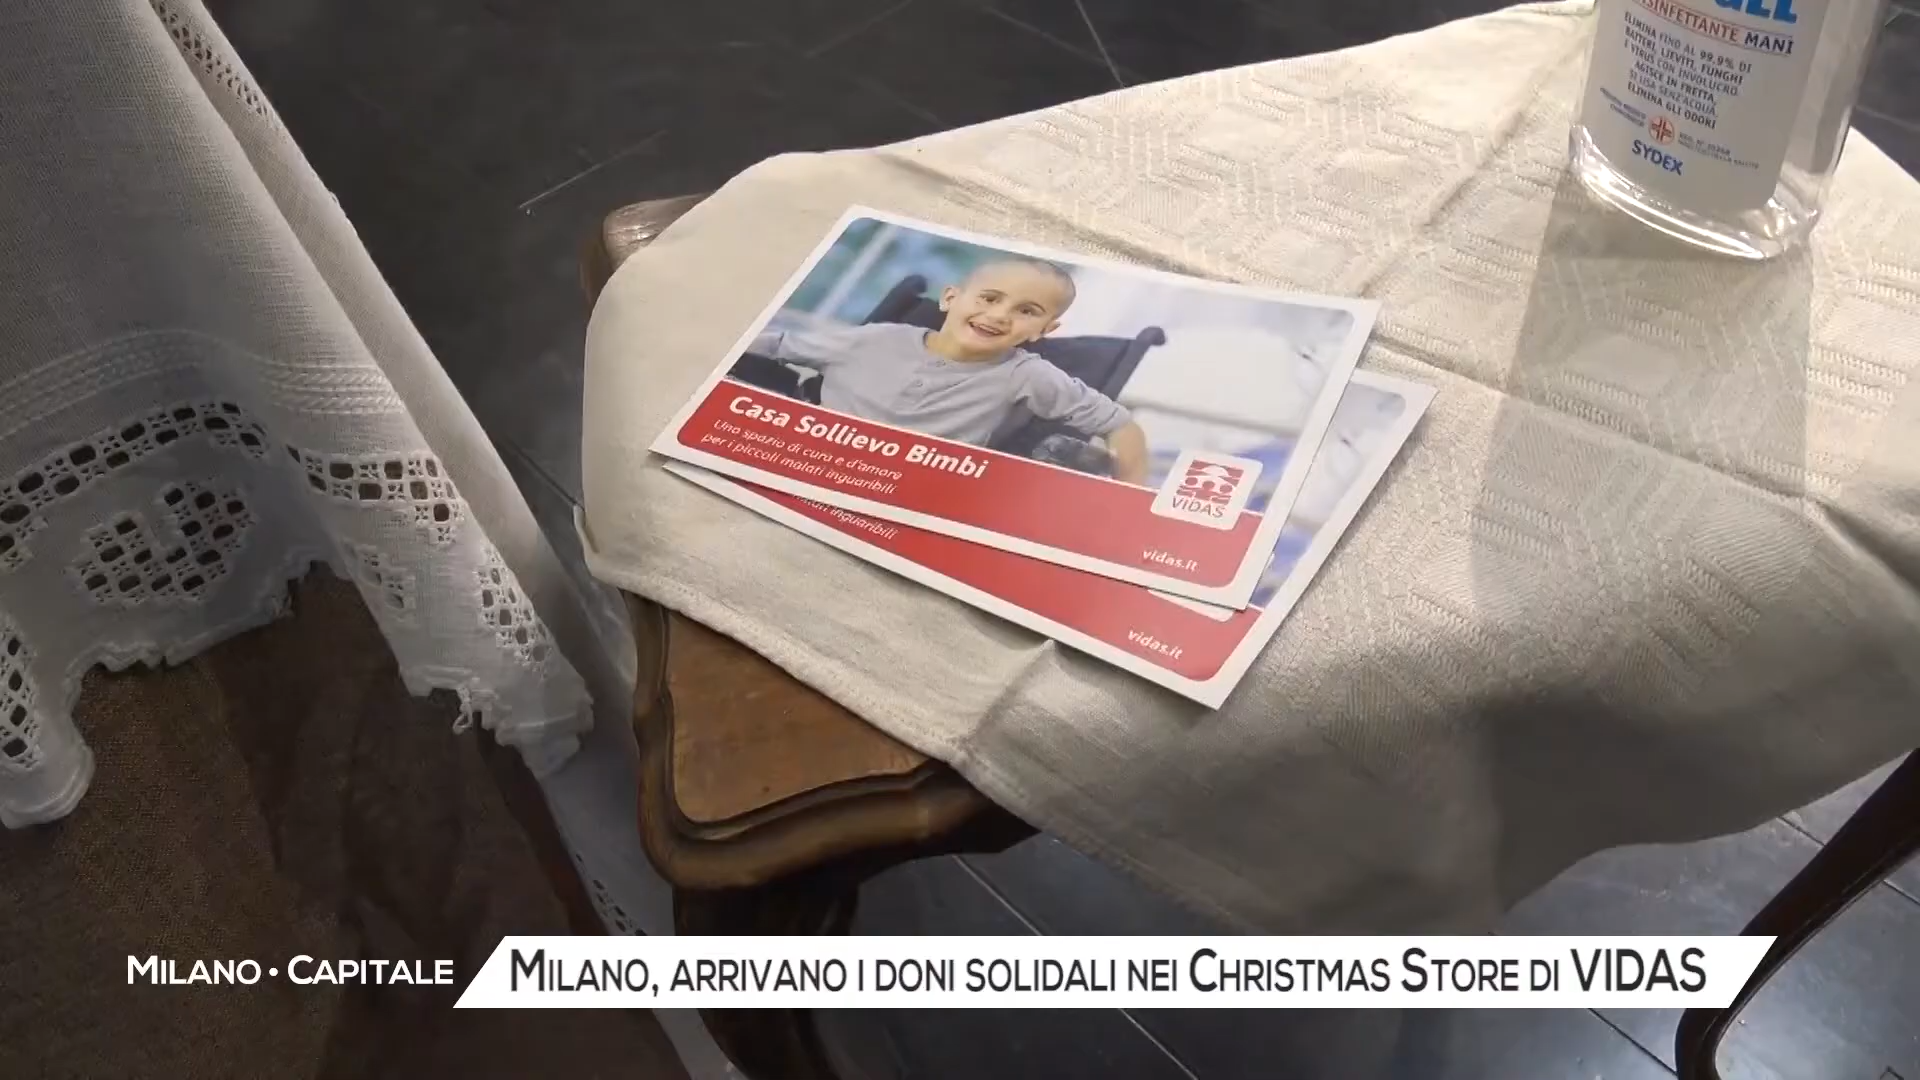 DISINFETTANTE MANI
ELIMINA FINO AL 99,9% DI
BATTERI, LIEVITI, FUNGHI
E VIRUS CON INVOLUCRO.
AGISCE IN FRETTA,
SI USA SENZ'ACQUA,
ELIMINA GLI ODORI
SYDEX
Casa Sollievo Bimbi
Uno spazio di cura e d'amore
per i piccoli malati inguaribili
VIDAS
vidas.it
malati inguaribili
vidas.it
MILANO • CAPITALE
MILANO, ARRIVANO I DONI SOLIDALI NEI CHRISTMAS STORE DI VIDAS